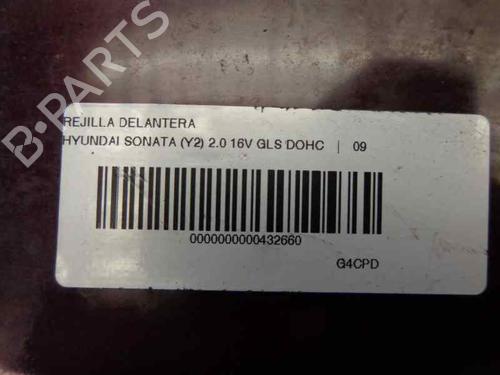 B-PARTS
REJILLA DELANTERA
HYUNDAI SONATA (Y2) 2.0 16V GLS DOHC | 09
0000000000432660
G4CPD